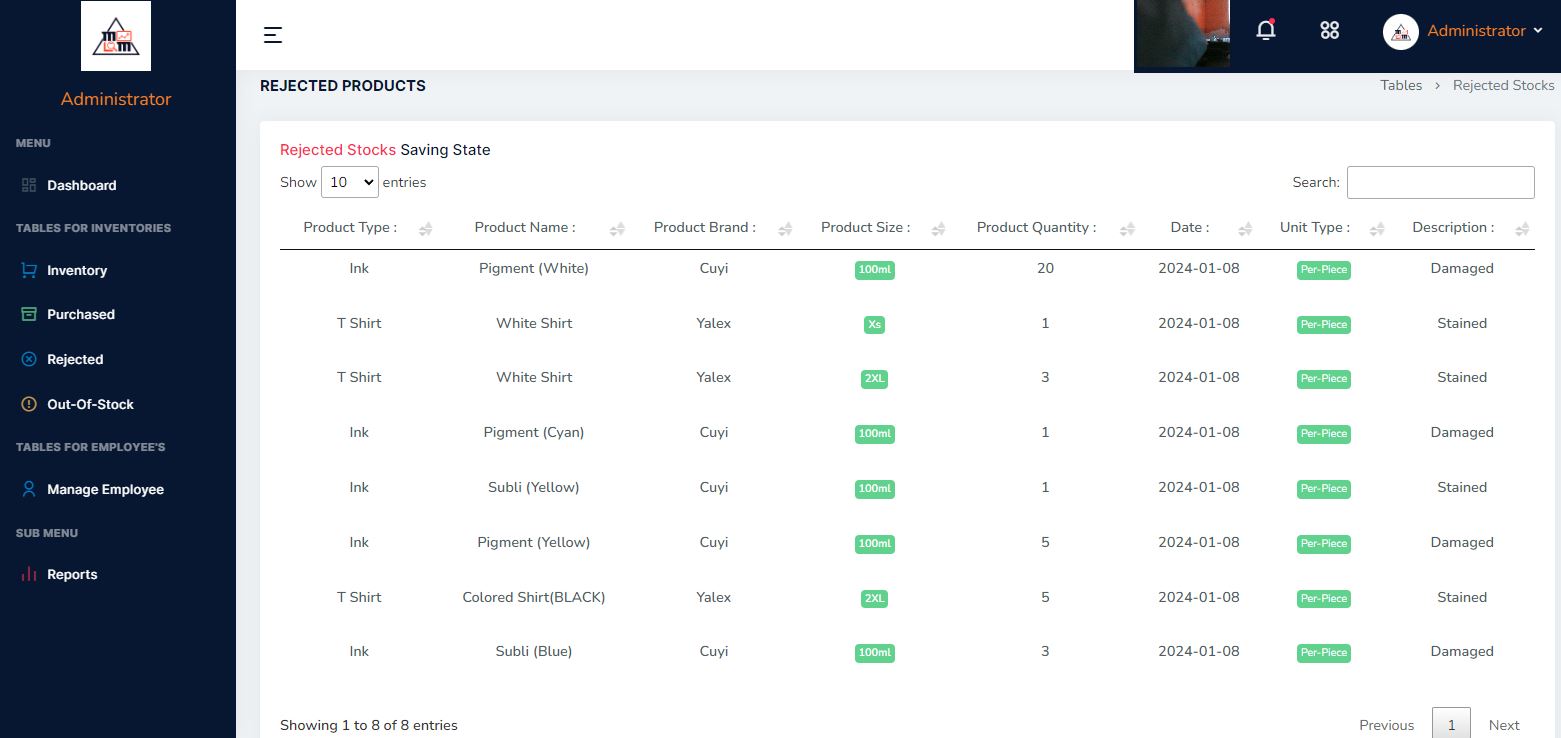 Administrator
Administrator
MENU
Dashboard
TABLES FOR INVENTORIES
Inventory
Purchased
Rejected
Out-Of-Stock
TABLES FOR EMPLOYEE'S
Manage Employee
SUB MENU
Reports
REJECTED PRODUCTS
Tables > Rejected Stocks
Rejected Stocks Saving State
Show 10 entries
Search:
Product Type : Product Name : Product Brand : Product Size : Product Quantity : Date : Unit Type : Description :
Ink Pigment (White) Cuyi 100ml 20 2024-01-08 Per-Piece Damaged
T Shirt White Shirt Yalex Xs 1 2024-01-08 Per-Piece Stained
T Shirt White Shirt Yalex 2XL 3 2024-01-08 Per-Piece Stained
Ink Pigment (Cyan) Cuyi 100ml 1 2024-01-08 Per-Piece Damaged
Ink Subli (Yellow) Cuyi 100ml 1 2024-01-08 Per-Piece Stained
Ink Pigment (Yellow) Cuyi 100ml 5 2024-01-08 Per-Piece Damaged
T Shirt Colored Shirt(BLACK) Yalex 2XL 5 2024-01-08 Per-Piece Stained
Ink Subli (Blue) Cuyi 100ml 3 2024-01-08 Per-Piece Damaged
Showing 1 to 8 of 8 entries
Previous 1 Next